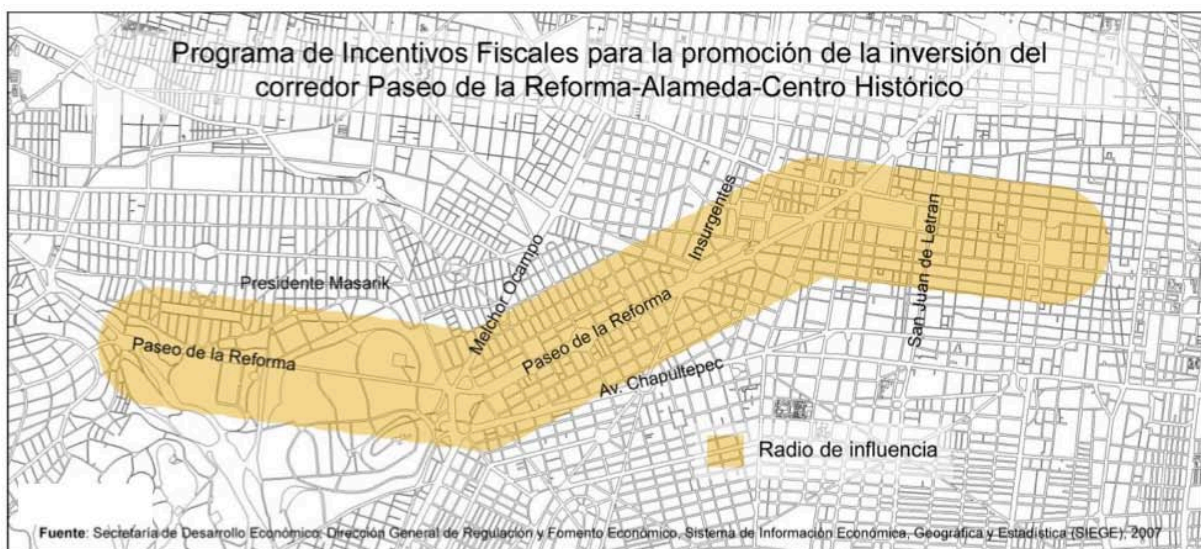 Programa de Incentivos Fiscales para la promoción de la inversión del
corredor Paseo de la Reforma-Alameda-Centro Histórico
Insurgentes
San Juan de Letran
Melchor Ocampo
Presidente Masarik
Paseo de la Reforma
Paseo de la Reforma
Av. Chapultepec
Radio de influencia
Fuente: Secretaría de Desarrollo Económico, Dirección General de Regulación y Fomento Económico, Sistema de Información Económica, Geográfica y Estadística (SIEGE), 2007